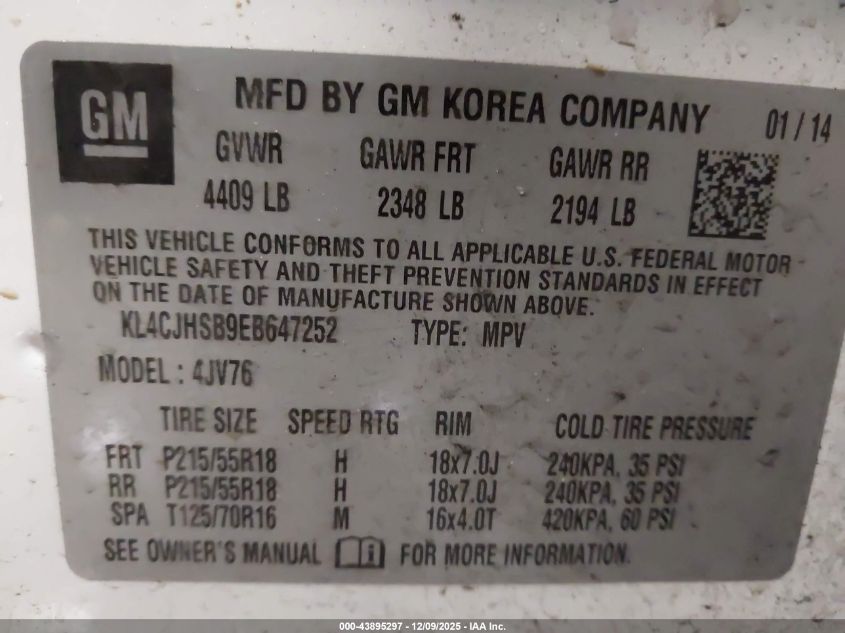 GM
MFD BY GM KOREA COMPANY
01/14
GVWR GAWR FRT GAWR RR
4409 LB 2348 LB 2194 LB
THIS VEHICLE CONFORMS TO ALL APPLICABLE U.S. FEDERAL MOTOR
VEHICLE SAFETY AND THEFT PREVENTION STANDARDS IN EFFECT
ON THE DATE OF MANUFACTURE SHOWN ABOVE.
KL4CJHSB9EB647252 TYPE: MPV
MODEL: 4JV76
TIRE SIZE SPEED RTG RIM COLD TIRE PRESSURE
FRT P215/55R18 H 18x7.0J 240KPA, 35 PSI
RR P215/55R18 H 18x7.0J 240KPA, 35 PSI
SPA T125/70R16 M 16x4.0T 420KPA, 60 PSI
SEE OWNER'S MANUAL i FOR MORE INFORMATION.
000-43895297 - 12/09/2025 - IAA Inc.